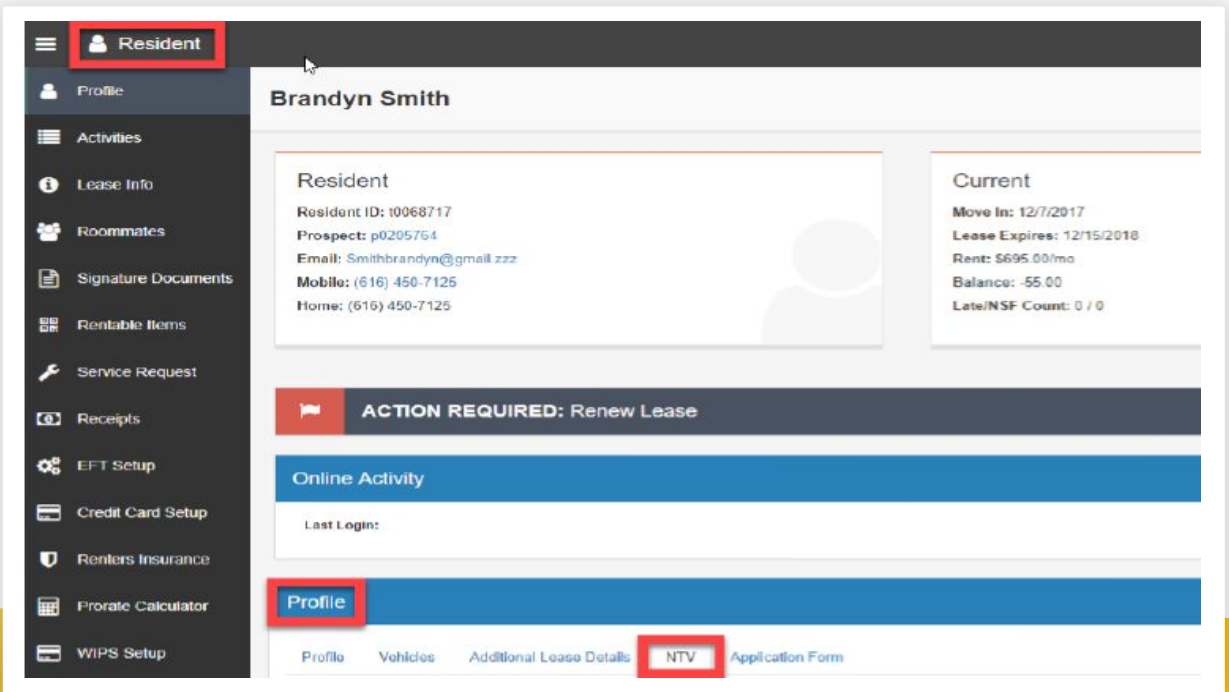 Resident
Profile
Activities
Lease Info
Roommates
Signature Documents
Rentable Items
Service Request
Receipts
EFT Setup
Credit Card Setup
Renters Insurance
Prorate Calculator
WIPS Setup
Brandyn Smith
Resident
Resident ID: t0068717
Prospect: p0205764
Email: Smithbrandyn@gmail.zzz
Mobile: (616) 450-7125
Home: (616) 450-7125
Current
Move In: 12/7/2017
Lease Expires: 12/15/2018
Rent: $695.00/mo
Balance: -55.00
Late/NSF Count: 0 / 0
ACTION REQUIRED: Renew Lease
Online Activity
Last Login:
Profile
Profile Vehicles Additional Lease Details NTV Application Form